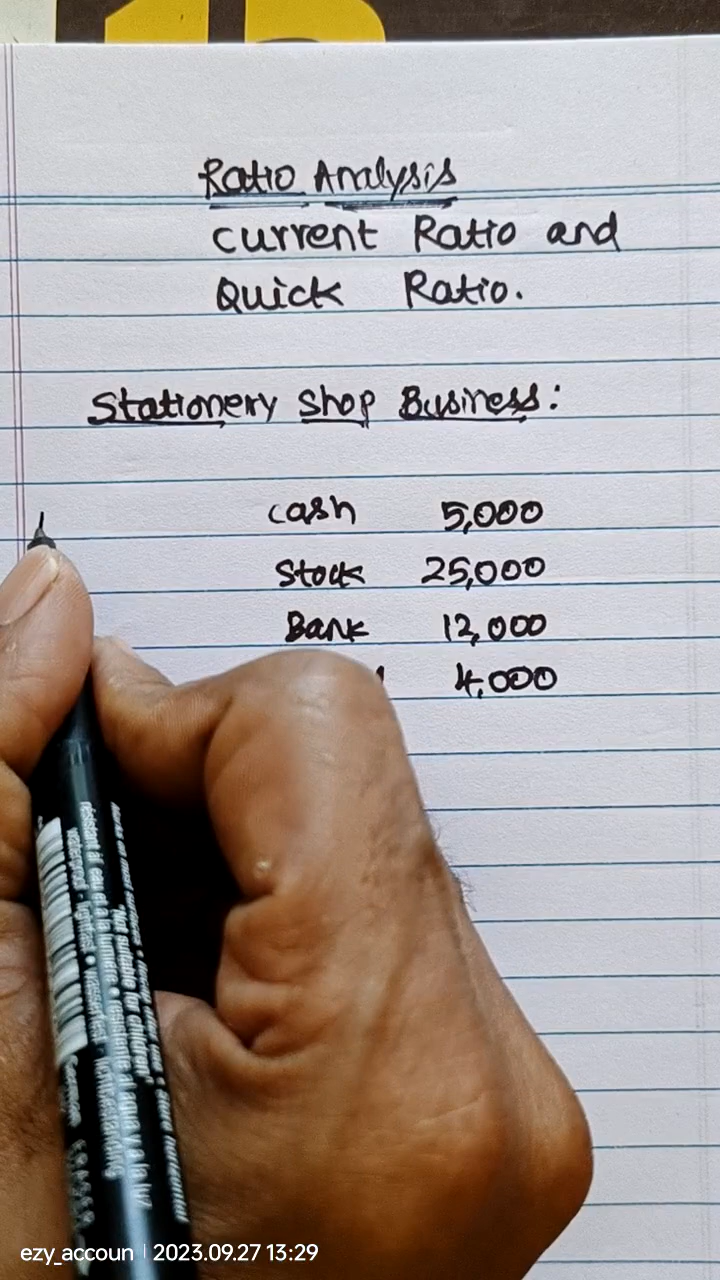 Ratio Analysis
current Ratio and
Quick Ratio.
Stationery Shop Business:
cash 5,000
Stock 25,000
Bank 12,000
4,000
ezy_accoun | 2023.09.27 13:29